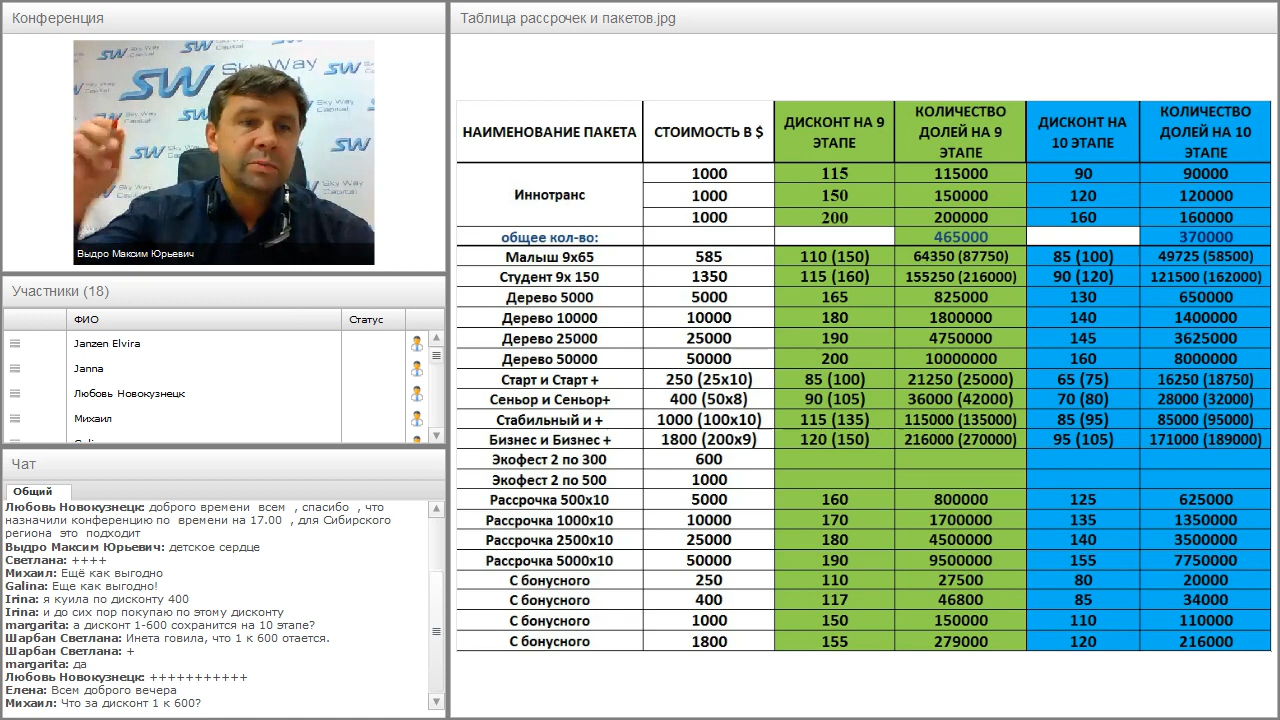 Конференция
Sky Way
Capital
SW
Sky Way
Capital
SW
SW
Выдро Максим Юрьевич
Участники (18)
ФИО Статус
Janzen Elvira
Janna
Любовь Новокузнецк
Михаил
Чат
Общий
Любовь Новокузнецк: доброго времени всем , спасибо , что
назначили конференцию по времени на 17.00 , для Сибирского
региона это подходит
Выдро Максим Юрьевич: детское сердце
Светлана: ++++
Михаил: Ещё как выгодно
Galina: Еще как выгодно!
Irina: я куила по дисконту 400
Irina: и до сих пор покупаю по этому дисконту
margarita: а дисконт 1-600 сохранится на 10 этапе?
Шарбан Светлана: Инета говила, что 1 к 600 отается.
Шарбан Светлана: +
margarita: да
Любовь Новокузнецк: +++++++++++
Елена: Всем доброго вечера
Михаил: Что за дисконт 1 к 600?
Таблица рассрочек и пакетов.jpg
НАИМЕНОВАНИЕ ПАКЕТА СТОИМОСТЬ В $ ДИСКОНТ НА 9 ЭТАПЕ КОЛИЧЕСТВО ДОЛЕЙ НА 9 ЭТАПЕ ДИСКОНТ НА 10 ЭТАПЕ КОЛИЧЕСТВО ДОЛЕЙ НА 10 ЭТАПЕ
Иннотранс 1000 115 115000 90 90000
1000 150 150000 120 120000
1000 200 200000 160 160000
общее кол-во: 465000 370000
Малыш 9х65 585 110 (150) 64350 (87750) 85 (100) 49725 (58500)
Студент 9х 150 1350 115 (160) 155250 (216000) 90 (120) 121500 (162000)
Дерево 5000 5000 165 825000 130 650000
Дерево 10000 10000 180 1800000 140 1400000
Дерево 25000 25000 190 4750000 145 3625000
Дерево 50000 50000 200 10000000 160 8000000
Старт и Старт + 250 (25х10) 85 (100) 21250 (25000) 65 (75) 16250 (18750)
Сеньор и Сеньор+ 400 (50х8) 90 (105) 36000 (42000) 70 (80) 28000 (32000)
Стабильный и + 1000 (100х10) 115 (135) 115000 (135000) 85 (95) 85000 (95000)
Бизнес и Бизнес + 1800 (200х9) 120 (150) 216000 (270000) 95 (105) 171000 (189000)
Экофест 2 по 300 600
Экофест 2 по 500 1000
Рассрочка 500х10 5000 160 800000 125 625000
Рассрочка 1000х10 10000 170 1700000 135 1350000
Рассрочка 2500х10 25000 180 4500000 140 3500000
Рассрочка 5000х10 50000 190 9500000 155 7750000
С бонусного 250 110 27500 80 20000
С бонусного 400 117 46800 85 34000
С бонусного 1000 150 150000 110 110000
С бонусного 1800 155 279000 120 216000